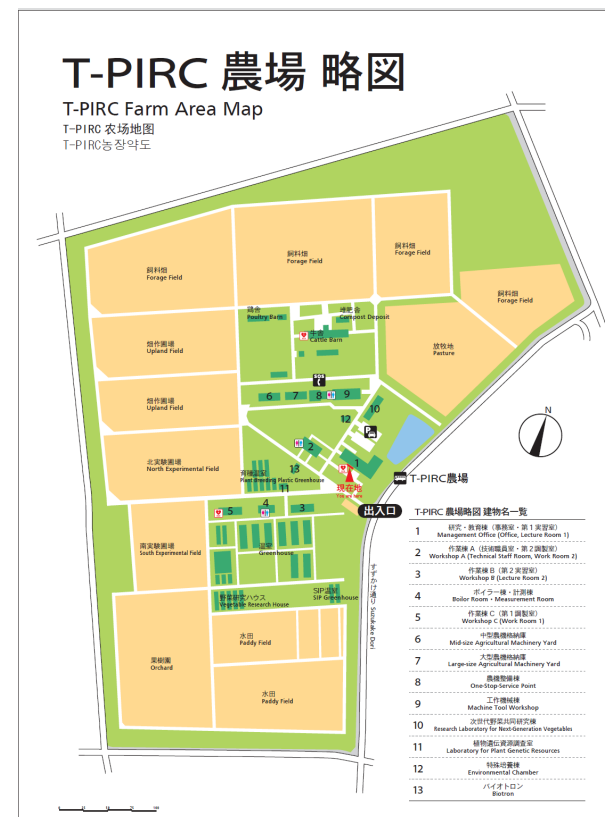 T-PIRC 農場 略図
T-PIRC Farm Area Map
T-PIRC 农场地图
T-PIRC농장약도
飼料畑
Forage Field
飼料畑
Forage Field
飼料畑
Forage Field
飼料畑
Forage Field
鶏舎
Poultry Barn
堆肥舎
Compost Deposit
牛舎
Cattle Barn
畑作圃場
Upland Field
放牧地
Pasture
SOS
6
7
8
9
10
畑作圃場
Upland Field
12
P
N
2
1
北実験圃場
North Experimental Field
13
育種温室
Plant Breeding Plastic Greenhouse
11
現在地
You are here
T-PIRC農場
出入口
5
4
3
南実験圃場
South Experimental Field
温室
Greenhouse
すずかけ通り Suzukake Dori
野菜研究ハウス
Vegetable Research House
SIP温室
SIP Greenhouse
水田
Paddy Field
果樹園
Orchard
水田
Paddy Field
T-PIRC農場略図 建物名一覧
1 研究・教育棟（事務室・第1実習室）
Management Office (Office, Lecture Room 1)
2 作業棟 A（技術職員室・第2調製室）
Workshop A (Technical Staff Room, Work Room 2)
3 作業棟 B（第2実習室）
Workshop B (Lecture Room 2)
4 ボイラー棟・計測棟
Boilor Room・Measurement Room
5 作業棟 C（第1調製室）
Workshop C (Work Room 1)
6 中型農機格納庫
Mid-size Agricultural Machinery Yard
7 大型農機格納庫
Large-size Agricultural Machinery Yard
8 農機整備棟
One-Stop-Service Point
9 工作機械棟
Machine Tool Workshop
10 次世代野菜共同研究棟
Research Laboratory for Next-Generation Vegetables
11 植物遺伝資源調査室
Laboratory for Plant Genetic Resources
12 特殊培養棟
Environmental Chamber
13 バイオトロン
Biotron